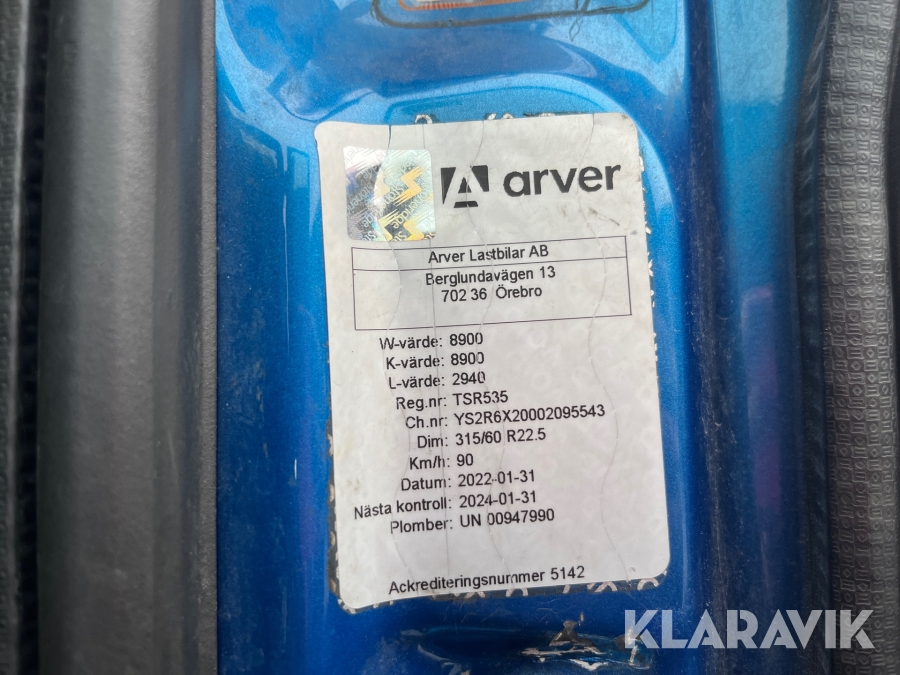 arver
Arver Lastbilar AB
Berglundavägen 13
702 36 Örebro
W-värde: 8900
K-värde: 8900
L-värde: 2940
Reg.nr: TSR535
Ch.nr: YS2R6X20002095543
Dim: 315/60 R22.5
Km/h: 90
Datum: 2022-01-31
Nästa kontroll: 2024-01-31
Plomber: UN 00947990
Ackrediteringsnummer 5142
KLARAVIK